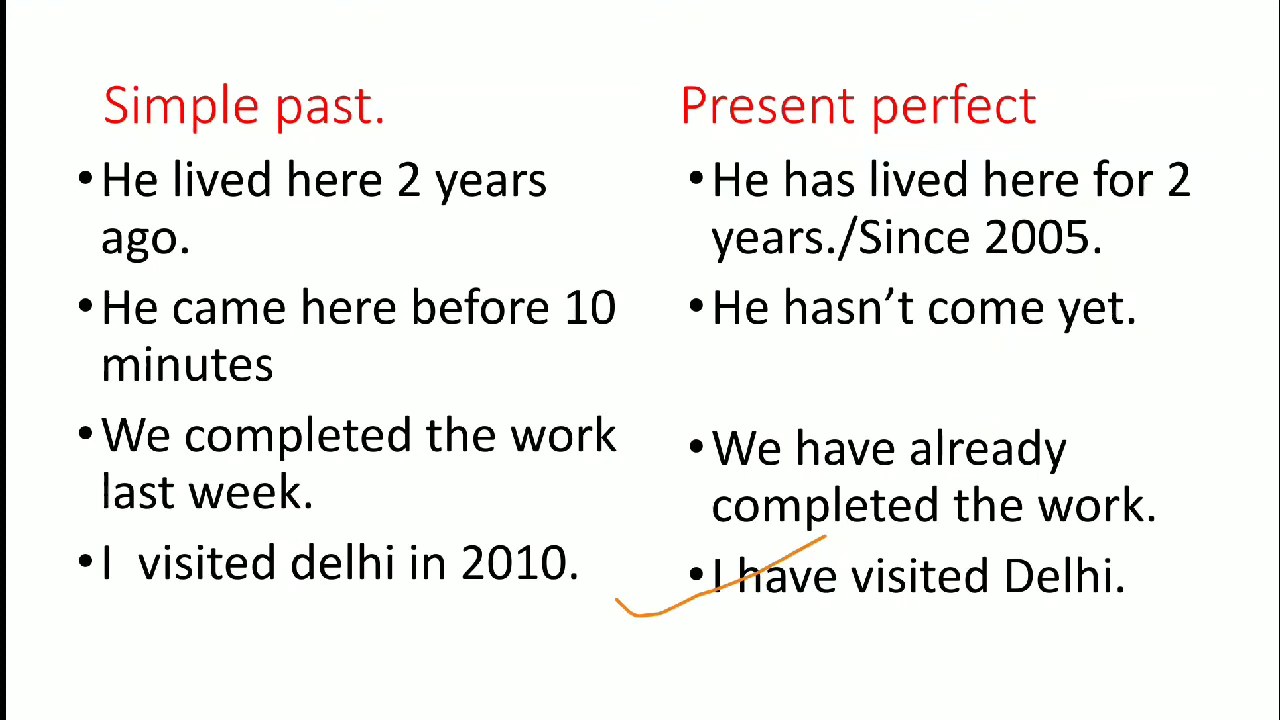 Simple past.
•He lived here 2 years
ago.
•He came here before 10
minutes
•We completed the work
last week.
•I  visited delhi in 2010.
Present perfect
•He has lived here for 2
years./Since 2005.
•He hasn’t come yet.
•We have already
completed the work.
•I have visited Delhi.